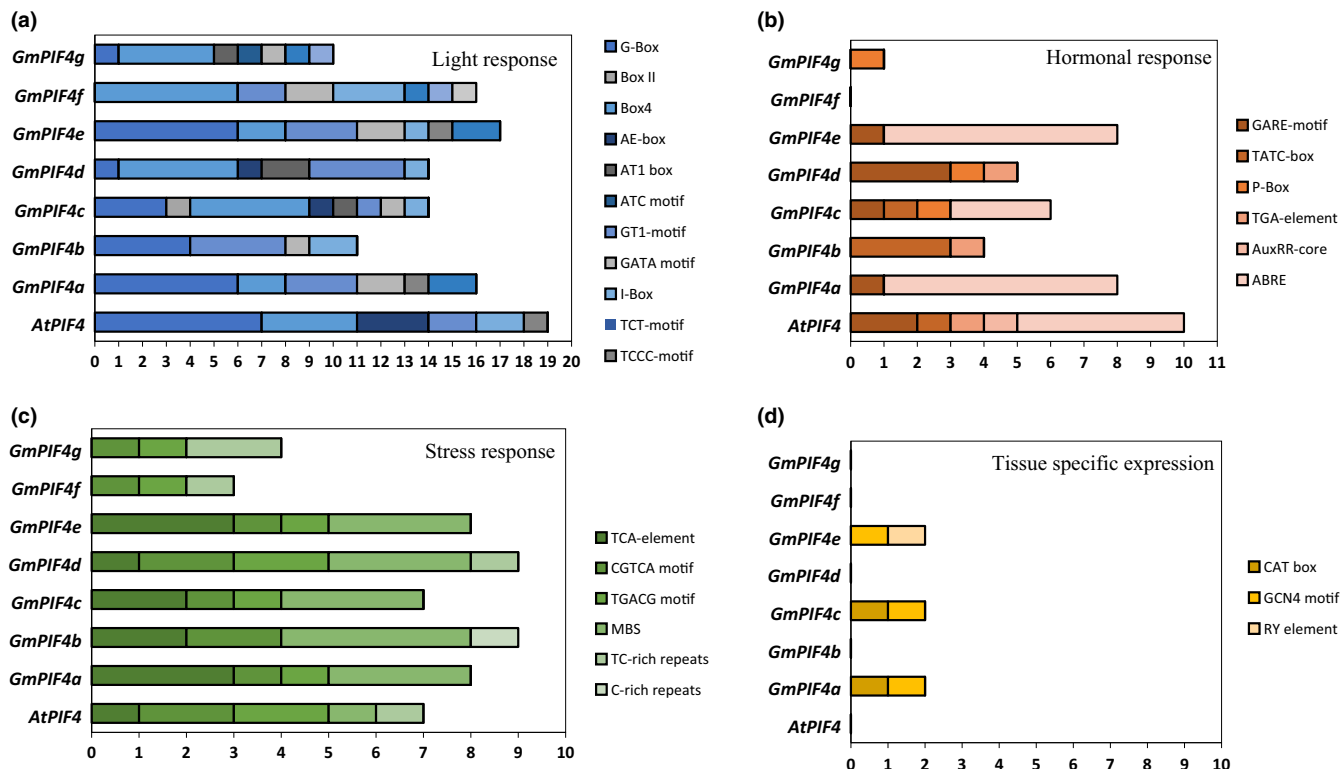 (a)
Light response
GmPIF4g
GmPIF4f
GmPIF4e
GmPIF4d
GmPIF4c
GmPIF4b
GmPIF4a
AtPIF4
0 1 2 3 4 5 6 7 8 9 10 11 12 13 14 15 16 17 18 19 20
G-Box
Box II
Box4
AE-box
AT1 box
ATC motif
GT1-motif
GATA motif
I-Box
TCT-motif
TCCC-motif
(b)
Hormonal response
GmPIF4g
GmPIF4f
GmPIF4e
GmPIF4d
GmPIF4c
GmPIF4b
GmPIF4a
AtPIF4
0 1 2 3 4 5 6 7 8 9 10 11
GARE-motif
TATC-box
P-Box
TGA-element
AuxRR-core
ABRE
(c)
Stress response
GmPIF4g
GmPIF4f
GmPIF4e
GmPIF4d
GmPIF4c
GmPIF4b
GmPIF4a
AtPIF4
0 1 2 3 4 5 6 7 8 9 10
TCA-element
CGTCA motif
TGACG motif
MBS
TC-rich repeats
C-rich repeats
(d)
Tissue specific expression
GmPIF4g
GmPIF4f
GmPIF4e
GmPIF4d
GmPIF4c
GmPIF4b
GmPIF4a
AtPIF4
0 1 2 3 4 5 6 7 8 9 10
CAT box
GCN4 motif
RY element